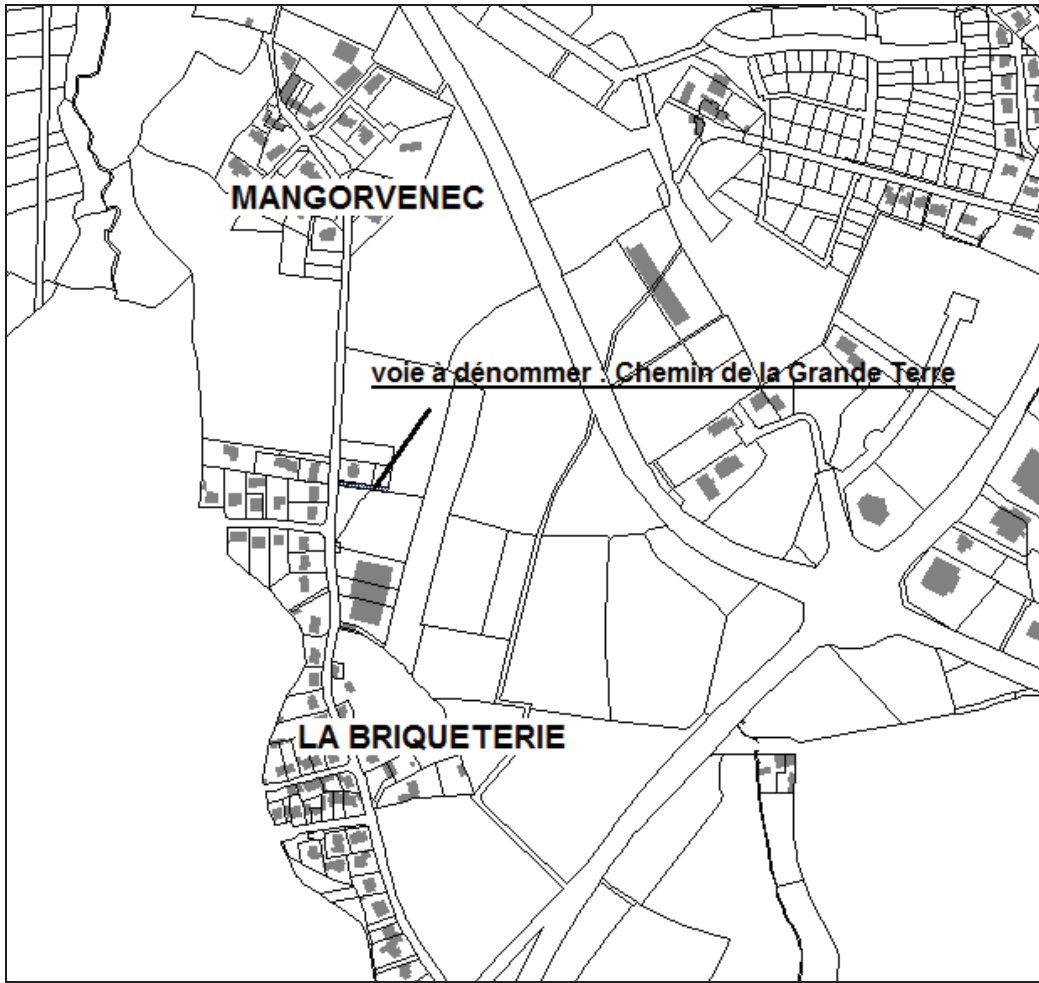 MANGORVENEC
voie à dénommer : Chemin de la Grande Terre
LA BRIQUETERIE